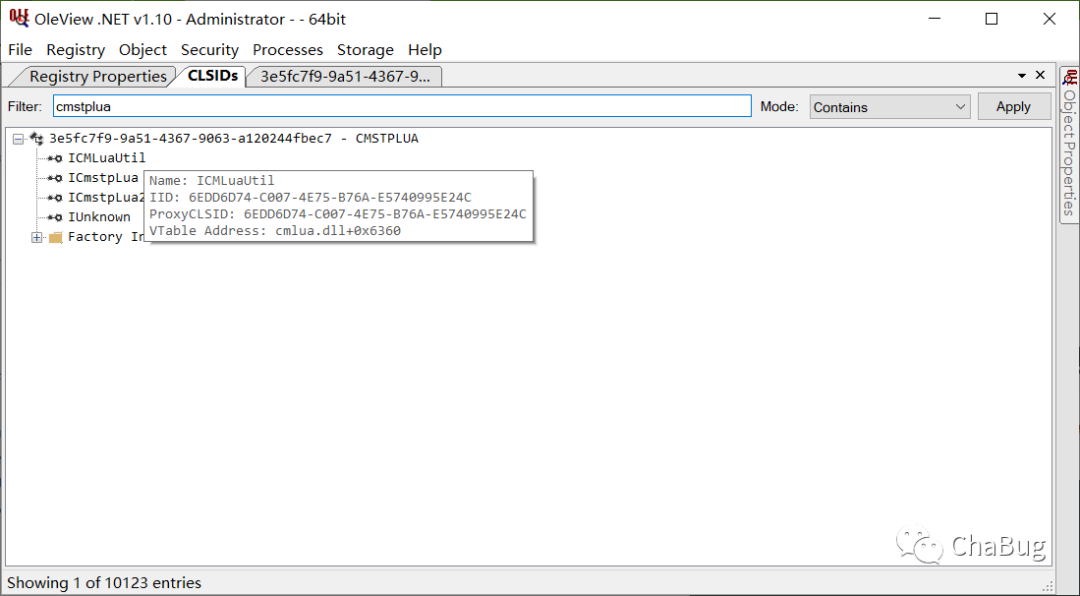 OleView .NET v1.10 - Administrator - - 64bit
File Registry Object Security Processes Storage Help
Registry Properties CLSIDs 3e5fc7f9-9a51-4367-9...
Filter: cmstplua Mode: Contains Apply
3e5fc7f9-9a51-4367-9063-a120244fbec7 - CMSTPLUA
ICMLuaUtil
ICmstpLua
ICmstpLua2
IUnknown
Factory In
Name: ICMLuaUtil
IID: 6EDD6D74-C007-4E75-B76A-E5740995E24C
ProxyCLSID: 6EDD6D74-C007-4E75-B76A-E5740995E24C
VTable Address: cmlua.dll+0x6360
Object Properties
ChaBug
Showing 1 of 10123 entries